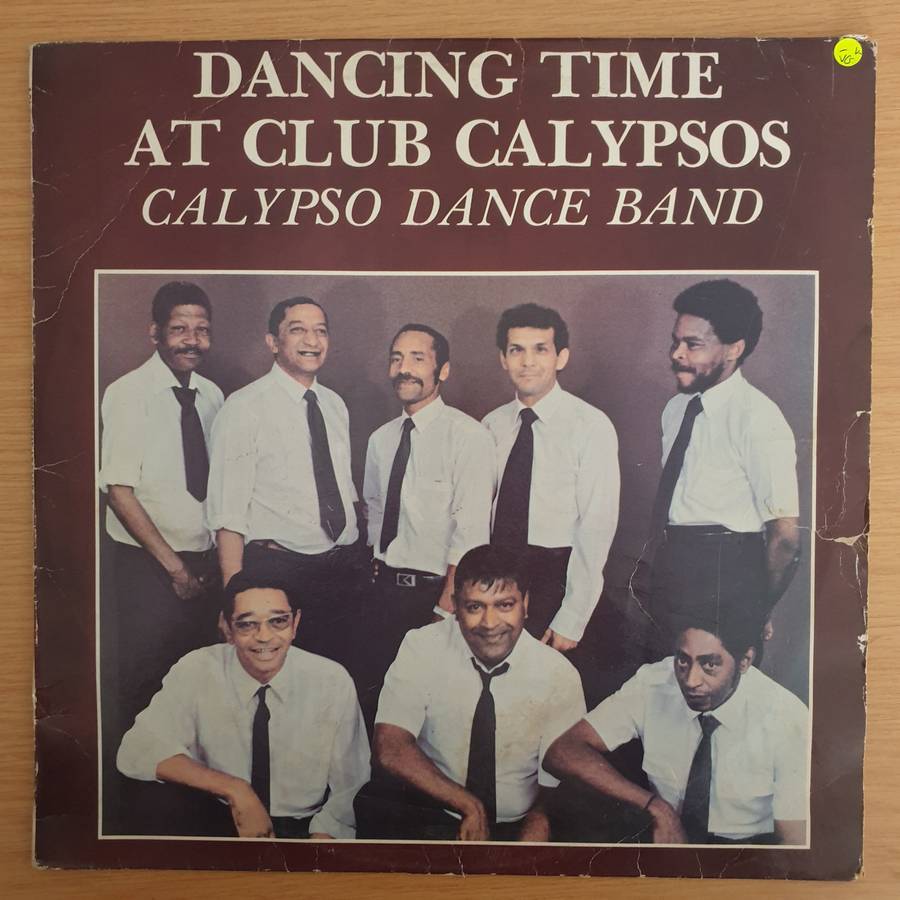 DANCING TIME
AT CLUB CALYPSOS
CALYPSO DANCE BAND